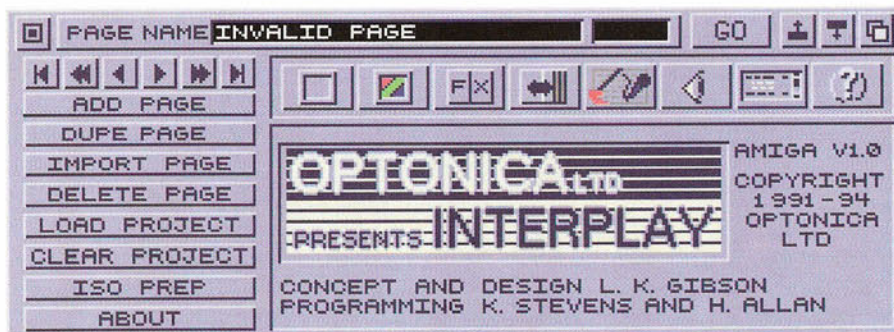 PAGE NAME INVALID PAGE GO
ADD PAGE
DUPE PAGE
IMPORT PAGE
DELETE PAGE
LOAD PROJECT
CLEAR PROJECT
ISO PREP
ABOUT
F|X
?
OPTONICA LTD
PRESENTS INTERPLAY
AMIGA V1.0
COPYRIGHT
1991-94
OPTONICA
LTD
CONCEPT AND DESIGN L. K. GIBSON
PROGRAMMING K. STEVENS AND H. ALLAN